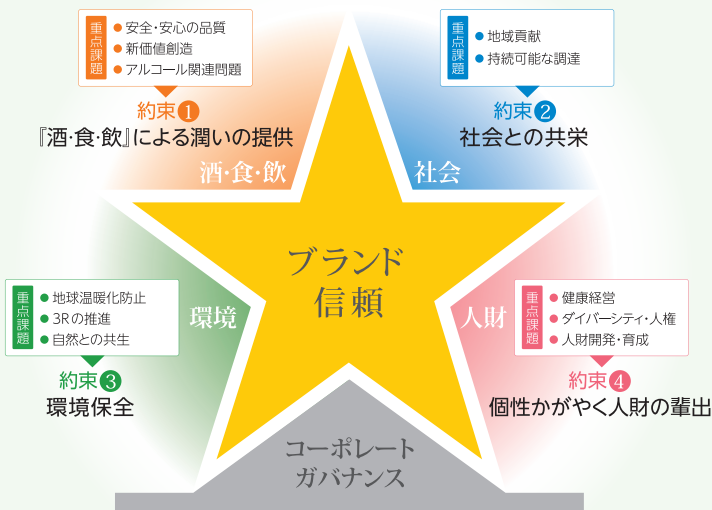 重点課題
● 安全・安心の品質
● 新価値創造
● アルコール関連問題
約束❶
『酒・食・飲』による潤いの提供
酒・食・飲
重点課題
● 地域貢献
● 持続可能な調達
約束❷
社会との共栄
社会
ブランド
信頼
重点課題
● 地球温暖化防止
● 3Rの推進
● 自然との共生
約束❸
環境保全
環境
人財
重点課題
● 健康経営
● ダイバーシティ・人権
● 人財開発・育成
約束❹
個性かがやく人財の輩出
コーポレート
ガバナンス